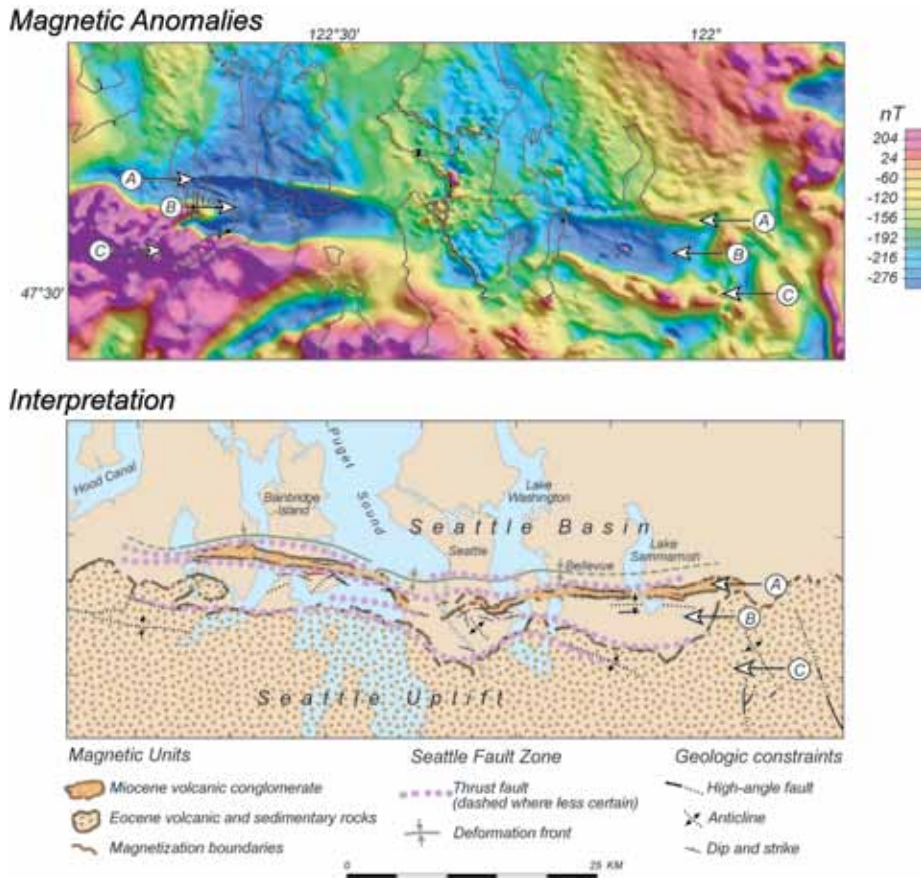 Magnetic Anomalies
122°30'
122°
nT
204
24
-60
-120
-156
-192
-216
-276
A
B
C
A
B
C
47°30'
Interpretation
Hood Canal
Bainbridge
Island
Puget
Sound
Lake
Washington
Seattle Basin
Seattle
Bellevue
Lake
Sammamish
A
B
C
Seattle Uplift
Magnetic Units
Miocene volcanic conglomerate
Eocene volcanic and sedimentary rocks
Magnetization boundaries
Seattle Fault Zone
Thrust fault
(dashed where less certain)
Deformation front
Geologic constraints
High-angle fault
Anticline
Dip and strike
0
25 KM